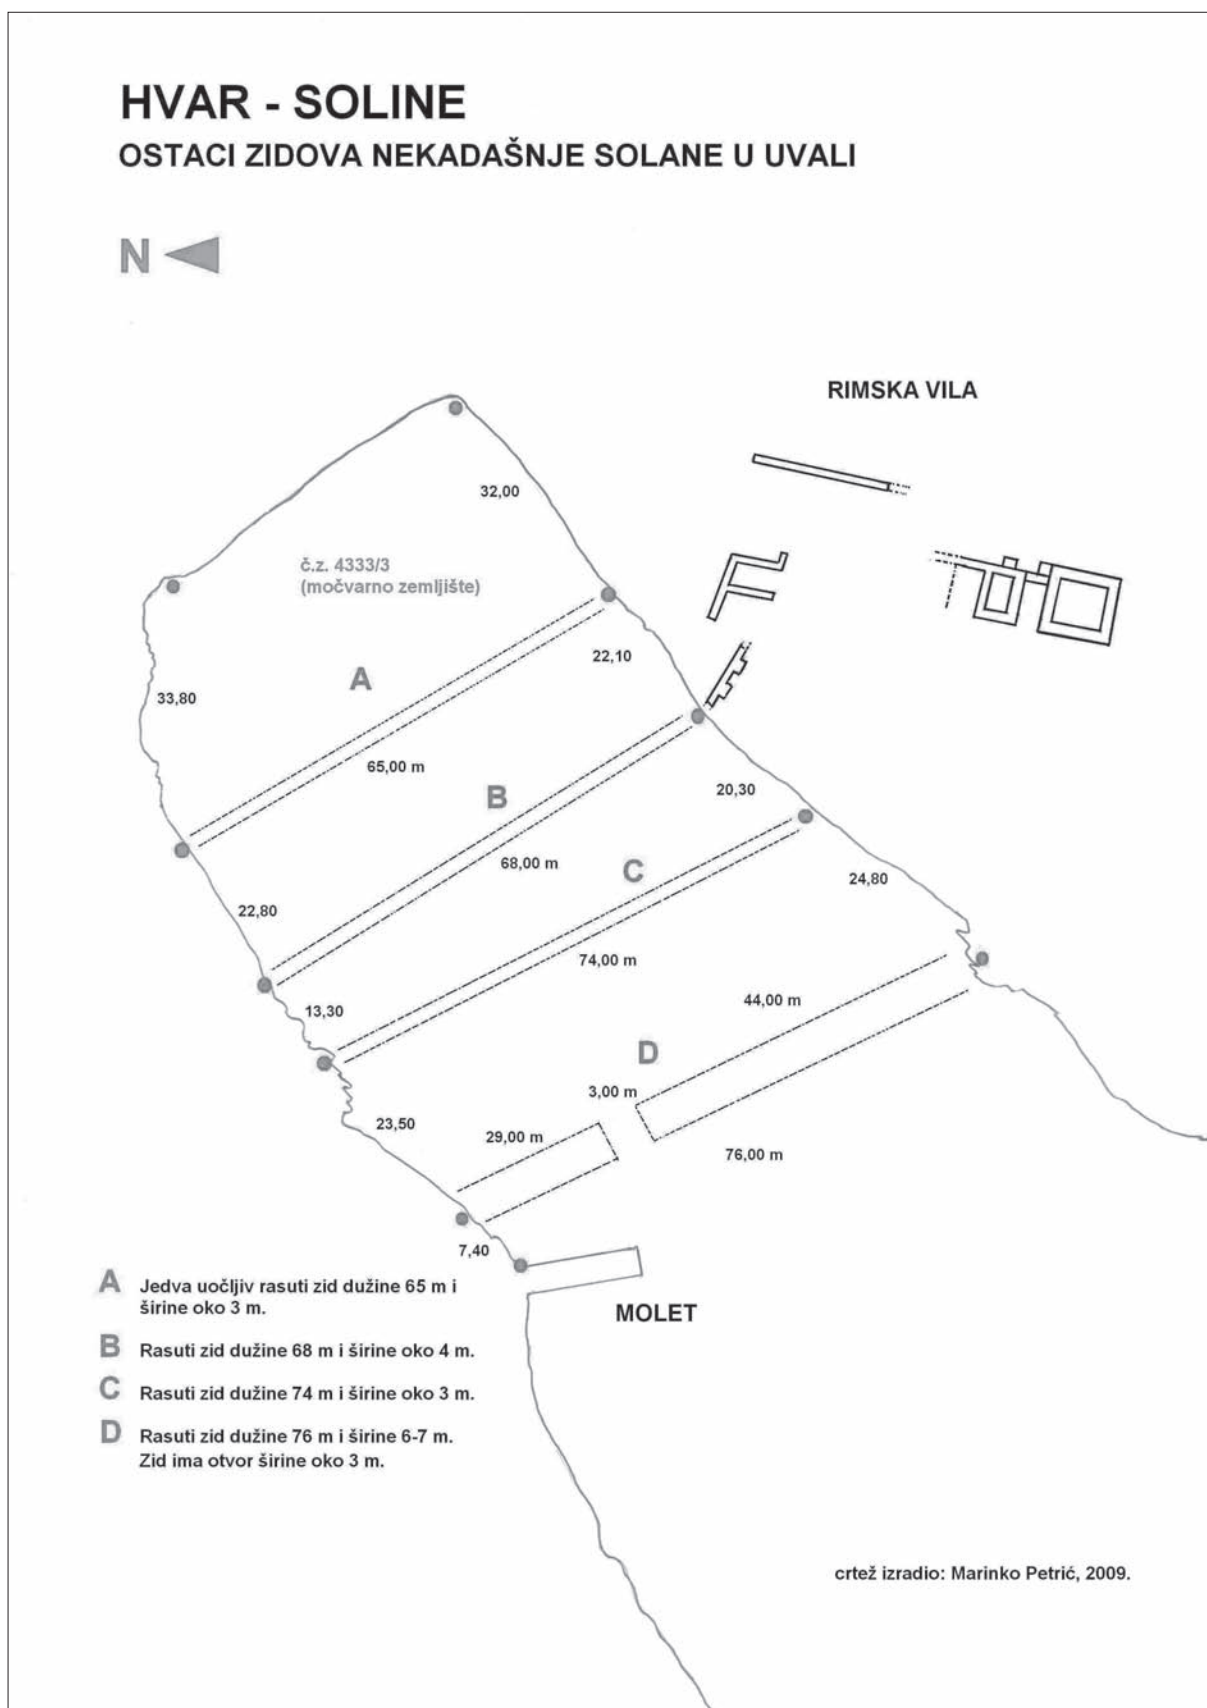 HVAR - SOLINE
OSTACI ZIDOVA NEKADAŠNJE SOLANE U UVALI
N
RIMSKA VILA
32,00
č.z. 4333/3
(močvarno zemljište)
22,10
A
33,80
65,00 m
B
20,30
68,00 m
C
24,80
22,80
74,00 m
13,30
44,00 m
D
3,00 m
23,50
29,00 m
76,00 m
7,40
MOLET
A Jedva uočljiv rasuti zid dužine 65 m i
širine oko 3 m.
B Rasuti zid dužine 68 m i širine oko 4 m.
C Rasuti zid dužine 74 m i širine oko 3 m.
D Rasuti zid dužine 76 m i širine 6-7 m.
Zid ima otvor širine oko 3 m.
crtež izradio: Marinko Petrić, 2009.